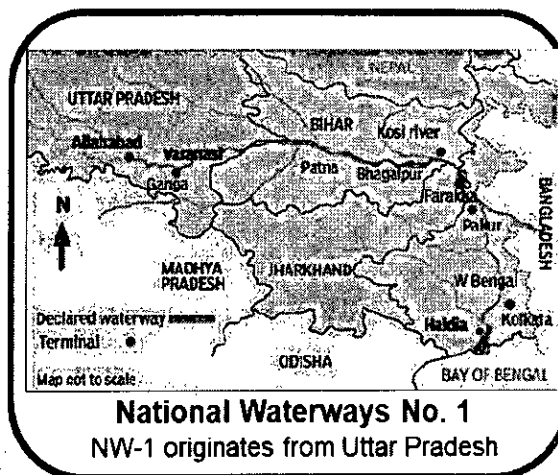 NEPAL
UTTAR PRADESH
BIHAR
Kosi river
Allahabad
Varanasi
Ganga
Patna
Bhagalpur
Farakka
Pakur
BANGLADESH
N
MADHYA
PRADESH
JHARKHAND
W Bengal
Declared waterway
Terminal
Haldia
Kolkata
ODISHA
Map not to scale
BAY OF BENGAL
National Waterways No. 1
NW-1 originates from Uttar Pradesh